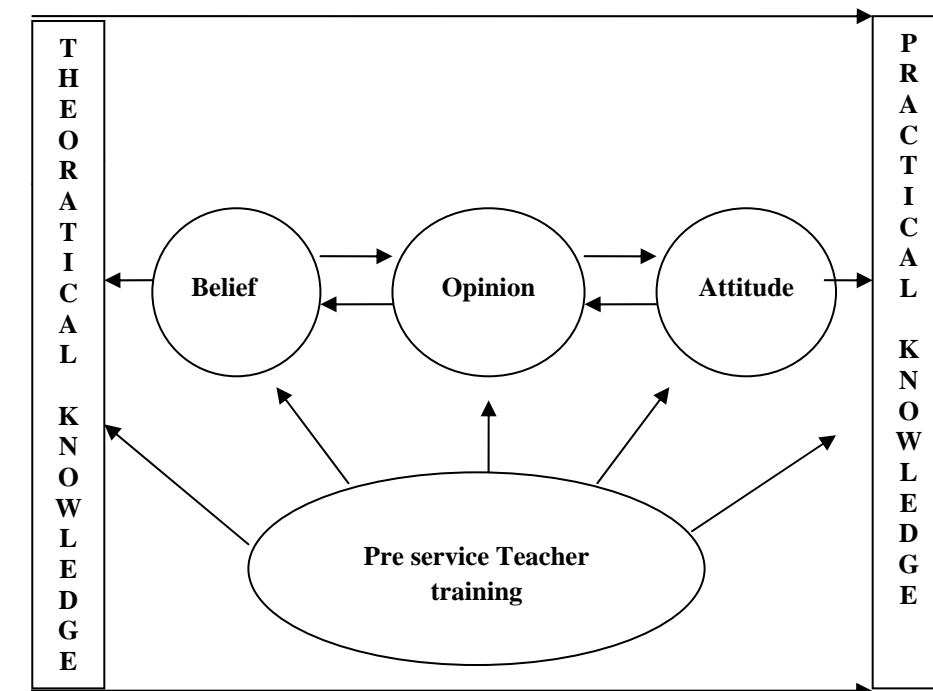 THEORATICAL KNOWLEDGE
Belief
Opinion
Attitude
Pre service Teacher
training
PRACTICAL KNOWLEDGE